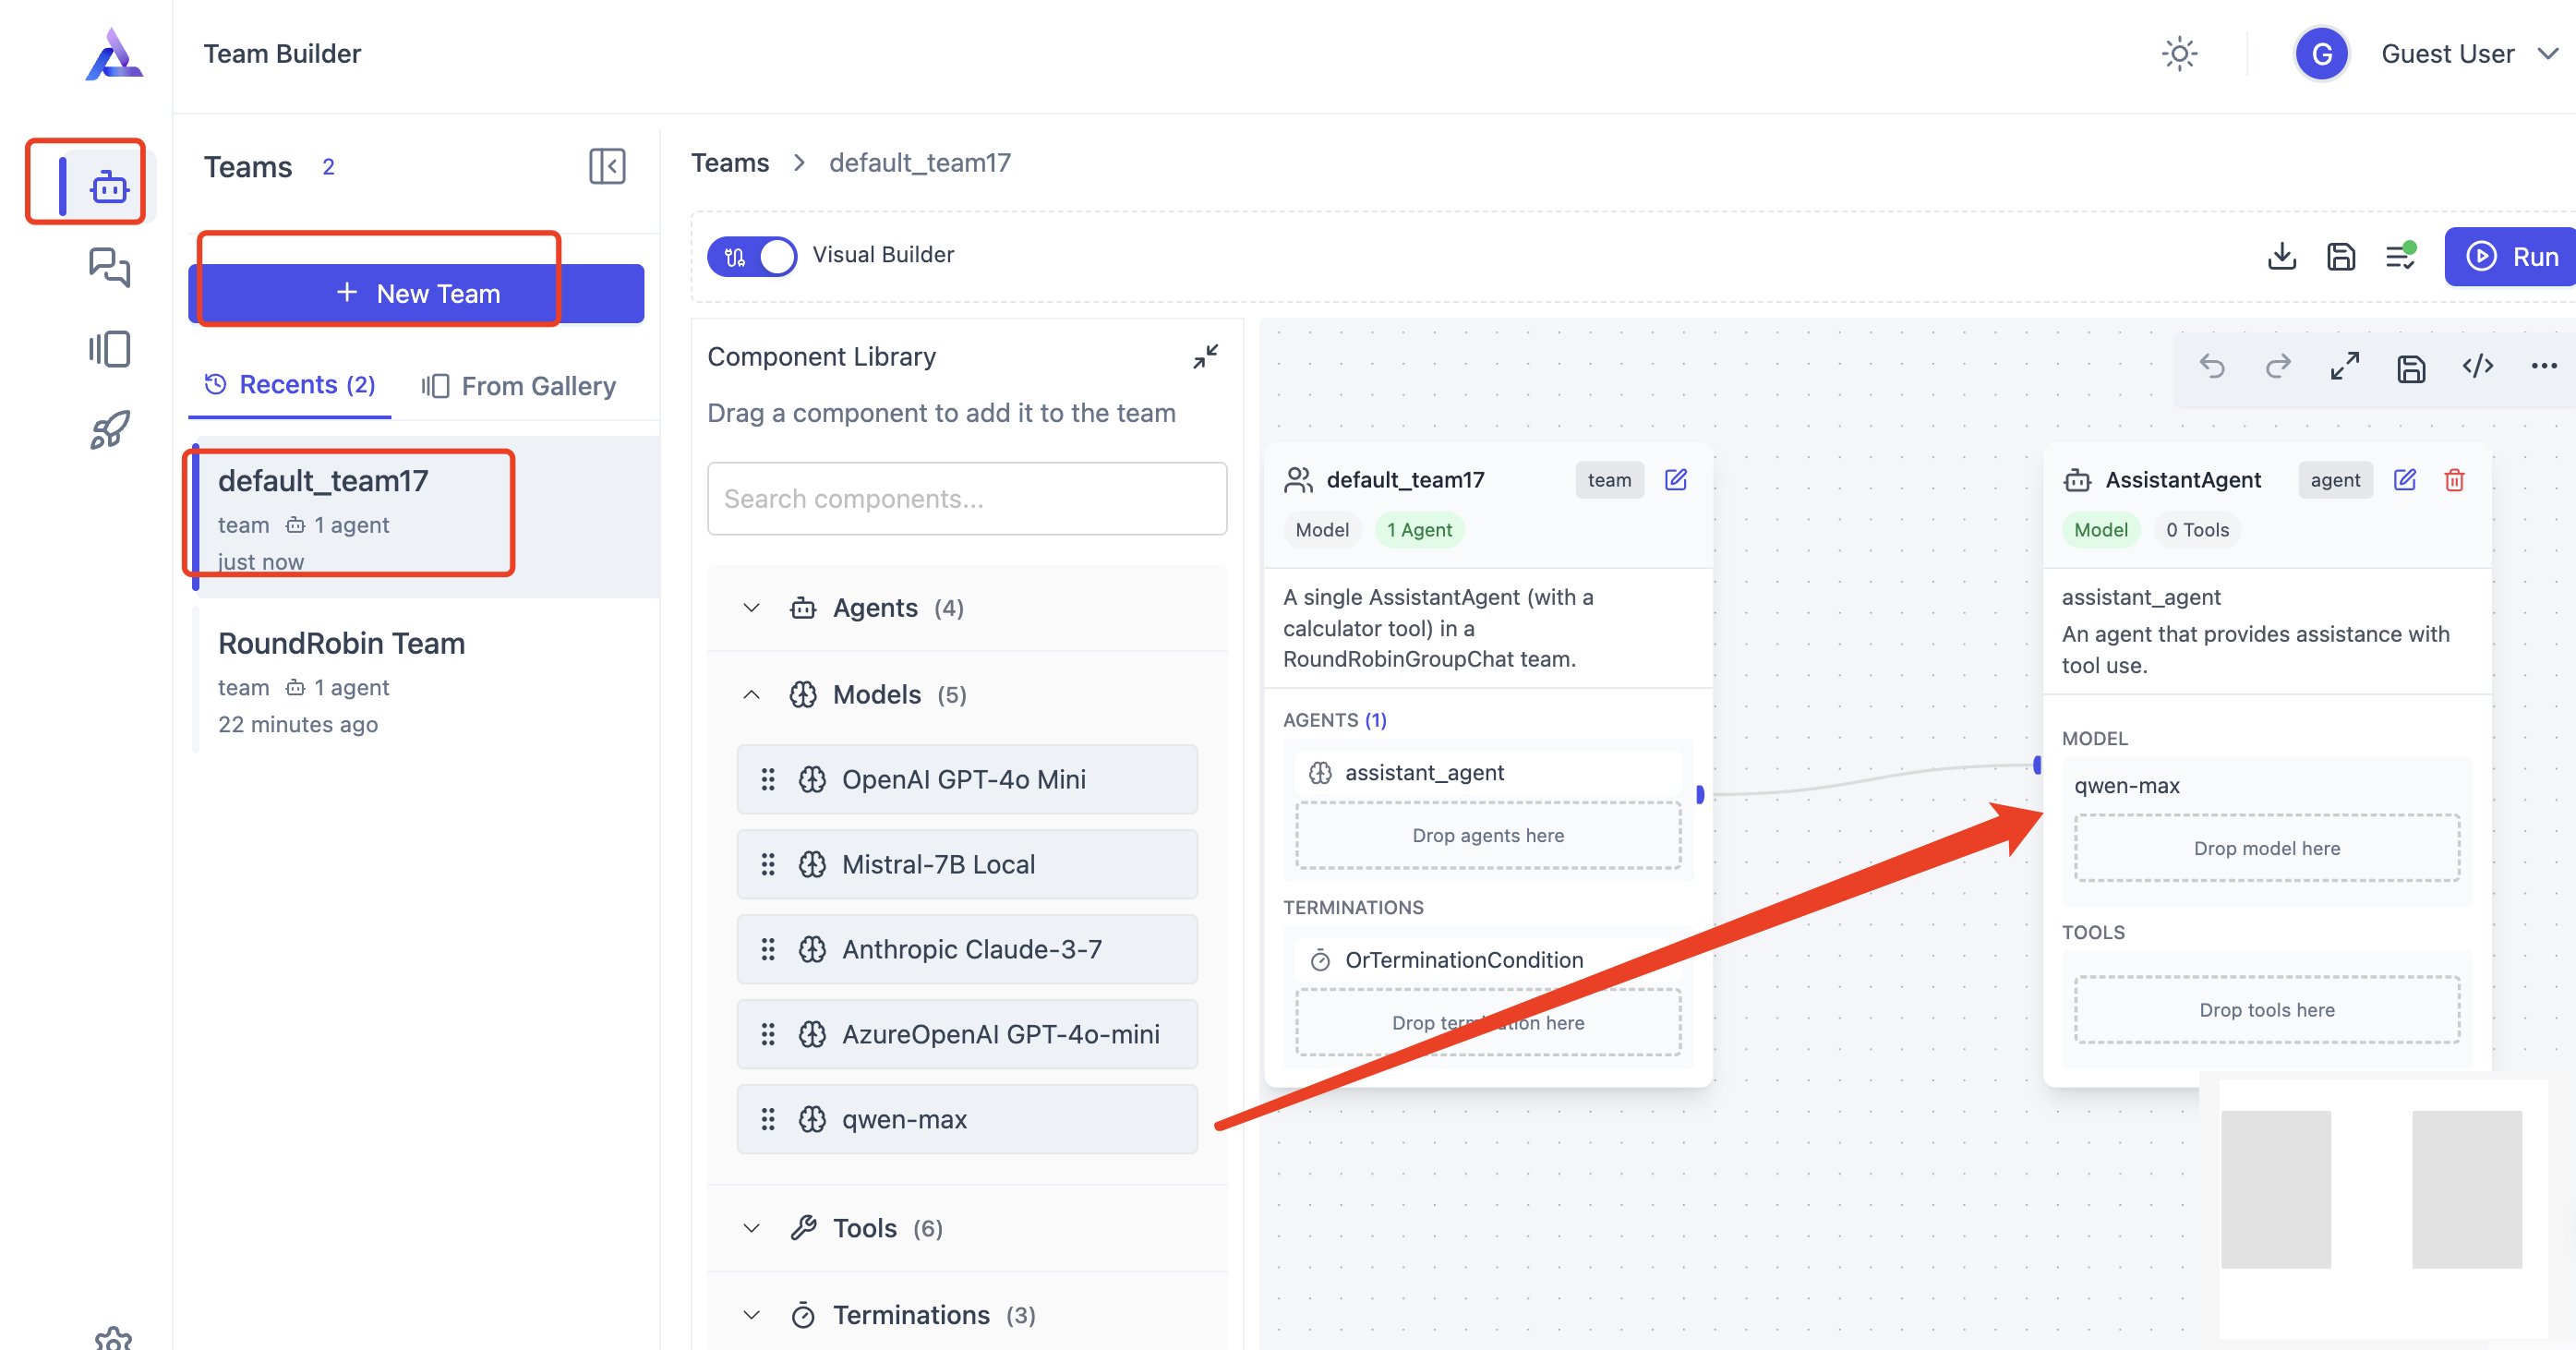 Team Builder
G
Guest User
Teams 2
+ New Team
Recents (2)
From Gallery
default_team17
team 1 agent
just now
RoundRobin Team
team 1 agent
22 minutes ago
Teams > default_team17
Visual Builder
Run
Component Library
Drag a component to add it to the team
Search components...
Agents (4)
Models (5)
OpenAI GPT-4o Mini
Mistral-7B Local
Anthropic Claude-3-7
AzureOpenAI GPT-4o-mini
qwen-max
Tools (6)
Terminations (3)
default_team17
team
Model
1 Agent
A single AssistantAgent (with a
calculator tool) in a
RoundRobinGroupChat team.
AGENTS (1)
assistant_agent
Drop agents here
TERMINATIONS
OrTerminationCondition
Drop termination here
AssistantAgent
agent
Model
0 Tools
assistant_agent
An agent that provides assistance with
tool use.
MODEL
qwen-max
Drop model here
TOOLS
Drop tools here